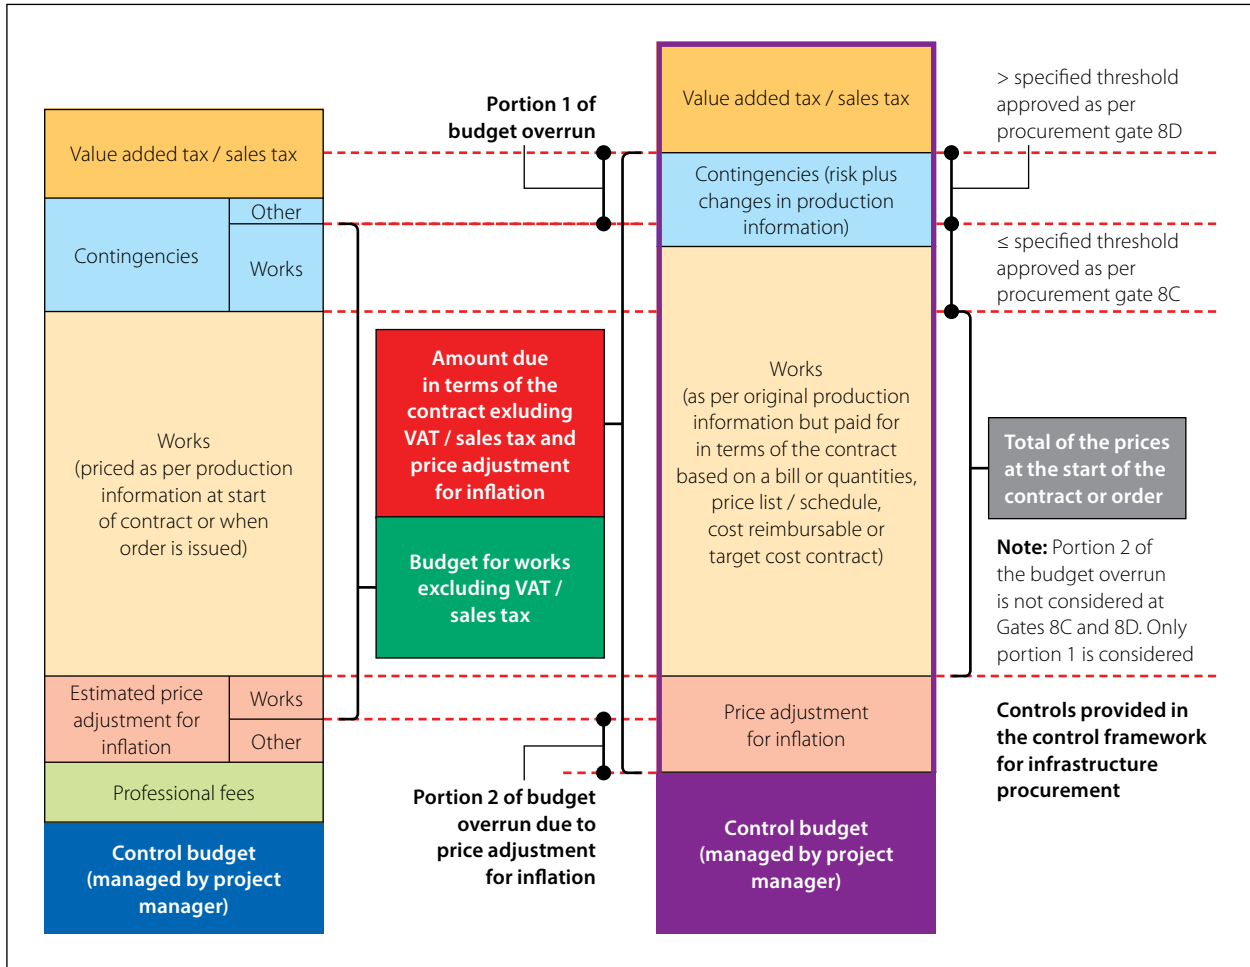 Value added tax / sales tax
Contingencies
Other
Works
Works
(priced as per production
information at start
of contract or when
order is issued)
Estimated price
adjustment for
inflation
Works
Other
Professional fees
Control budget
(managed by project
manager)
Portion 1 of
budget overrun
Amount due
in terms of the
contract exluding
VAT / sales tax and
price adjustment
for inflation
Budget for works
excluding VAT /
sales tax
Portion 2 of budget
overrun due to
price adjustment
for inflation
Value added tax / sales tax
Contingencies (risk plus
changes in production
information)
Works
(as per original production
information but paid for
in terms of the contract
based on a bill or quantities,
price list / schedule,
cost reimbursable or
target cost contract)
Price adjustment
for inflation
Control budget
(managed by project
manager)
> specified threshold
approved as per
procurement gate 8D
≤ specified threshold
approved as per
procurement gate 8C
Total of the prices
at the start of the
contract or order
Note: Portion 2 of
the budget overrun
is not considered at
Gates 8C and 8D. Only
portion 1 is considered
Controls provided in
the control framework
for infrastructure
procurement